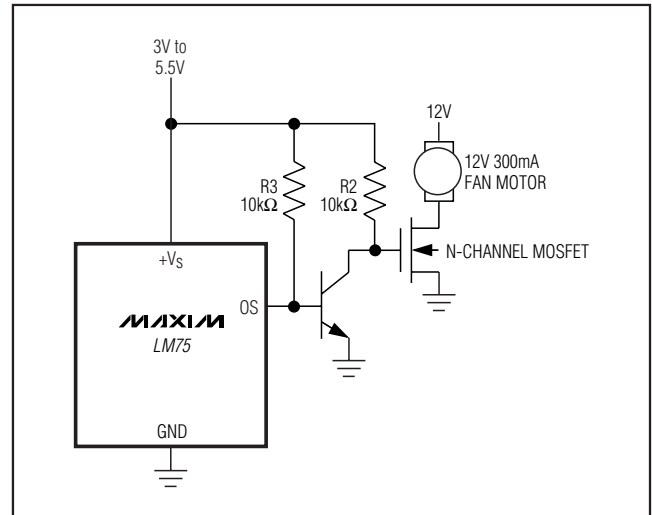 3V to
5.5V
12V
12V 300mA
FAN MOTOR
R3
10kΩ
R2
10kΩ
N-CHANNEL MOSFET
+VS
OS
MAXIM
LM75
GND